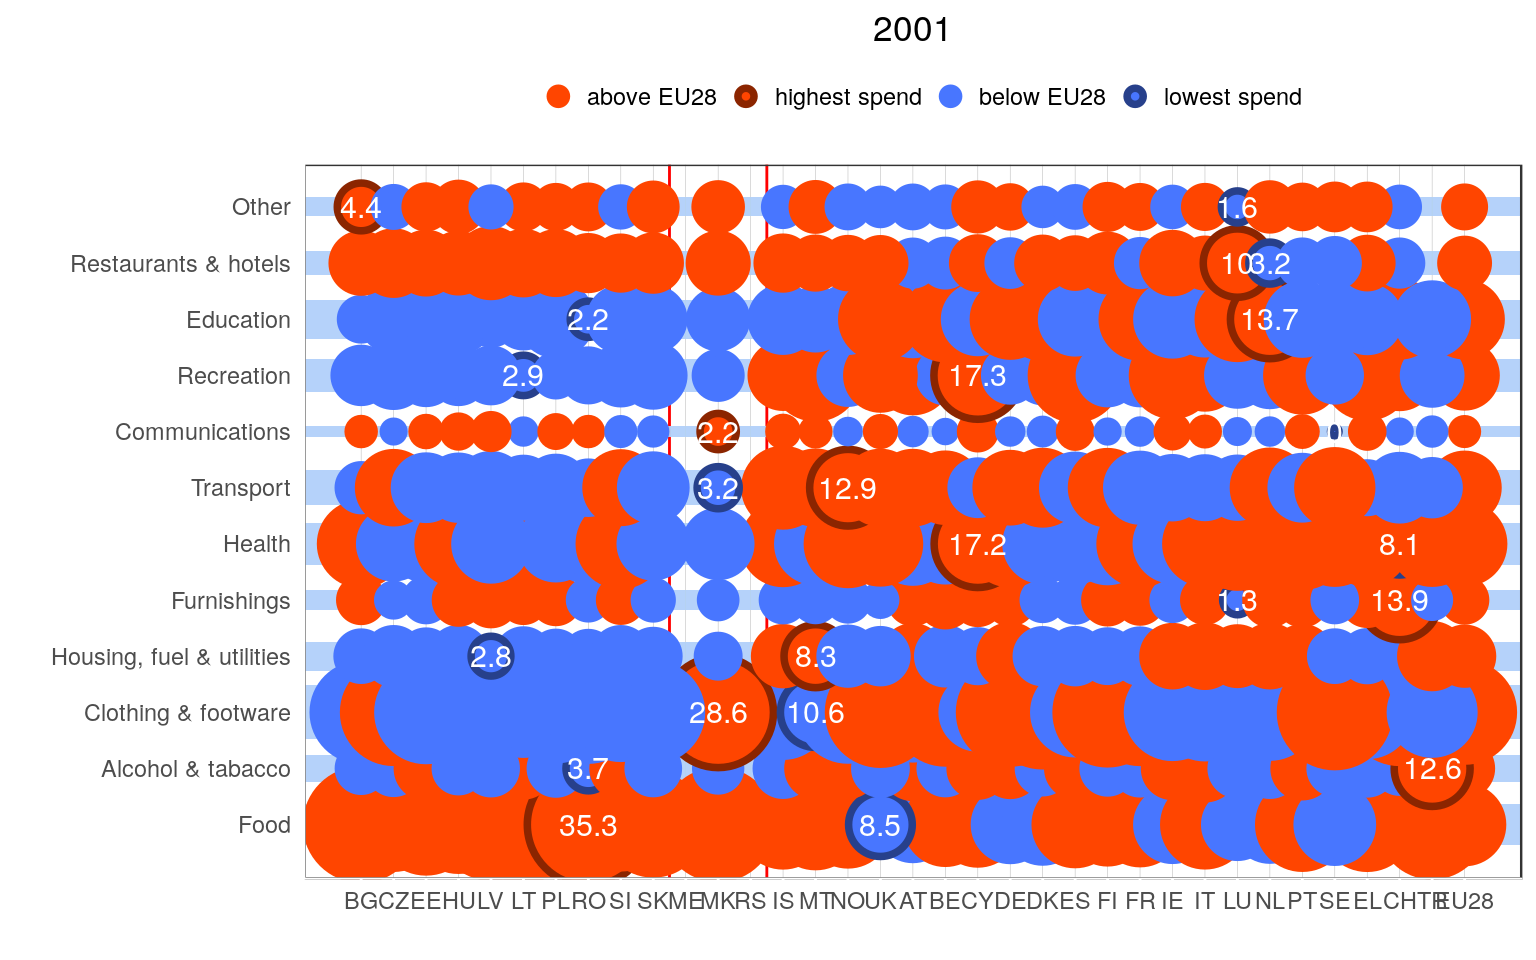 2001
above EU28 highest spend below EU28 lowest spend
Other 4.4 1.6
Restaurants & hotels 10 3.2
Education 2.2 13.7
Recreation 2.9 17.3
Communications 2.2
Transport 3.2 12.9
Health 17.2 8.1
Furnishings 1.3 13.9
Housing, fuel & utilities 2.8 8.3
Clothing & footware 28.6 10.6
Alcohol & tabacco 3.7 12.6
Food 35.3 8.5
BG CZ EE HU LV LT PL RO SI SK ME MK RS IS MT NO UK AT BE CY DE DK ES FI FR IE IT LU NL PT SE EL CH TR EU28